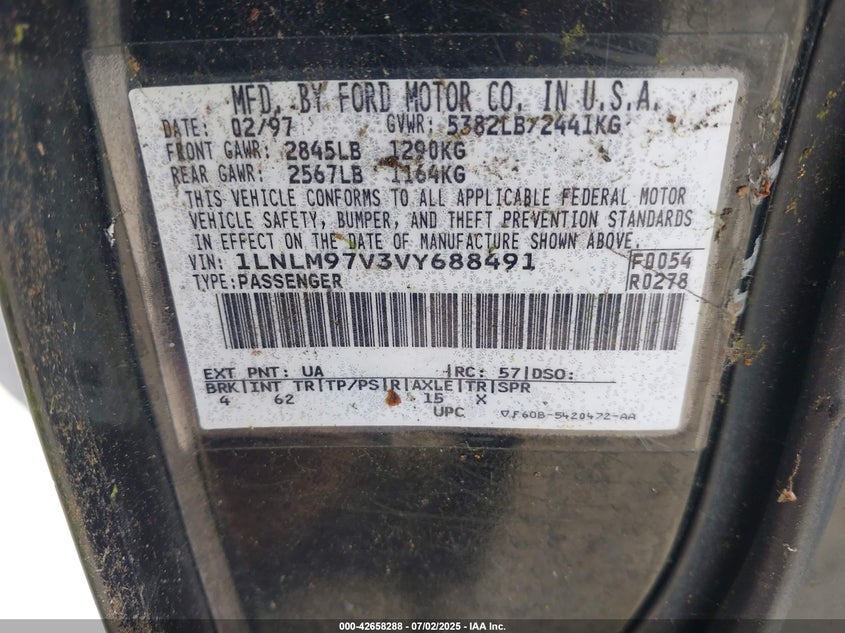 MFD. BY FORD MOTOR CO. IN U.S.A.
DATE: 02/97 GVWR: 5382LB/2441KG
FRONT GAWR: 2845LB 1290KG
REAR GAWR: 2567LB 1164KG
THIS VEHICLE CONFORMS TO ALL APPLICABLE FEDERAL MOTOR
VEHICLE SAFETY, BUMPER, AND THEFT PREVENTION STANDARDS
IN EFFECT ON THE DATE OF MANUFACTURE SHOWN ABOVE.
VIN: 1LNLM97V3VY688491 F0054
TYPE: PASSENGER R0278
EXT PNT: UA RC: 57 DSO:
BRK INT TR TP/PS R AXLE TR SPR
4 62 15 X
UPC F60B-5420472-AA
000-42658288 - 07/02/2025 - IAA Inc.